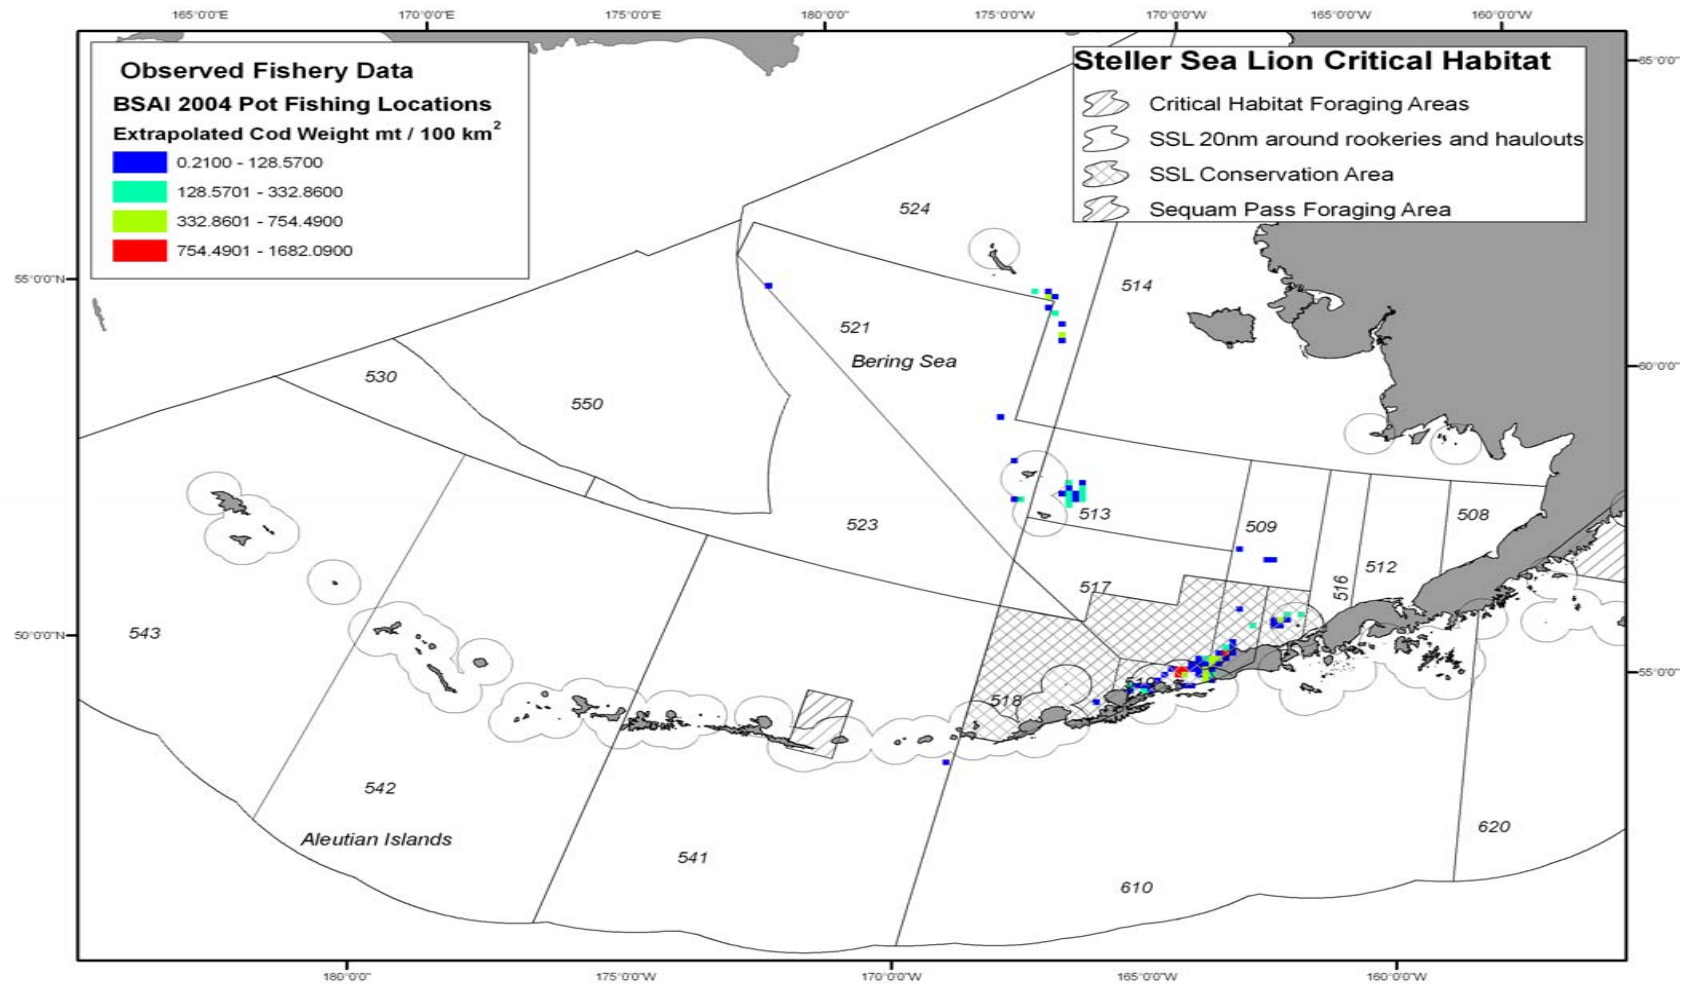 165°0'0"E 170°0'0"E 175°0'0"E 180°0'0" 175°0'0"W 170°0'0"W 165°0'0"W 160°0'0"W
Observed Fishery Data
BSAI 2004 Pot Fishing Locations
Extrapolated Cod Weight mt / 100 km²
0.2100 - 128.5700
128.5701 - 332.8600
332.8601 - 754.4900
754.4901 - 1682.0900
Steller Sea Lion Critical Habitat
Critical Habitat Foraging Areas
SSL 20nm around rookeries and haulouts
SSL Conservation Area
Sequam Pass Foraging Area
65°0'0"
524
55°0'0"N
514
521
Bering Sea
60°0'0"
530
550
513
508
523
509
512
517
516
543
50°0'0"N
55°0'0"
519
518
542
Aleutian Islands
620
541
610
180°0'0" 175°0'0"W 170°0'0"W 165°0'0"W 160°0'0"W